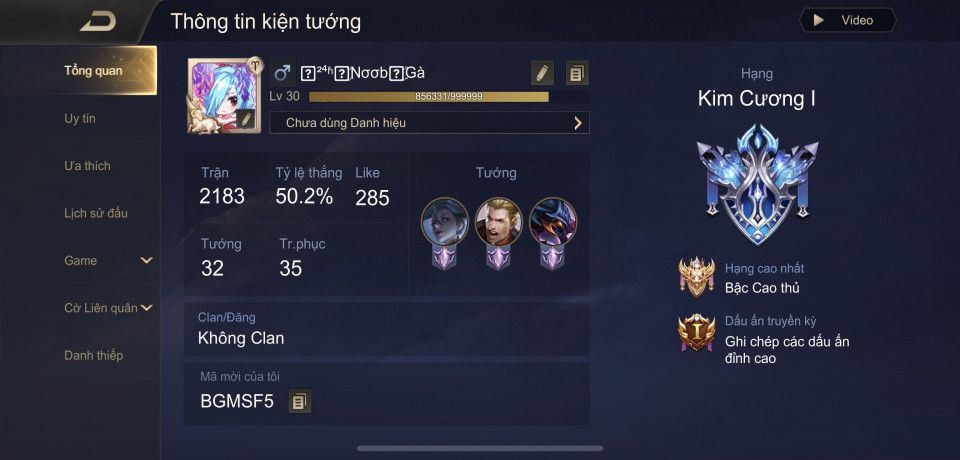 Thông tin kiện tướng
Video
Tổng quan
Uy tín
Ưa thích
Lịch sử đấu
Game
Cờ Liên quân
Danh thiếp
²⁴ʰ Nơơb Gà
Lv 30
856331/999999
Chưa dùng Danh hiệu
Trận
2183
Tỷ lệ thắng
50.2%
Like
285
Tướng
32
Tr.phục
35
Tướng
Clan/Đăng
Không Clan
Mã mời của tôi
BGMSF5
Hạng
Kim Cương I
Hạng cao nhất
Bậc Cao thủ
I
Dấu ấn truyền kỳ
Ghi chép các dấu ấn
đỉnh cao